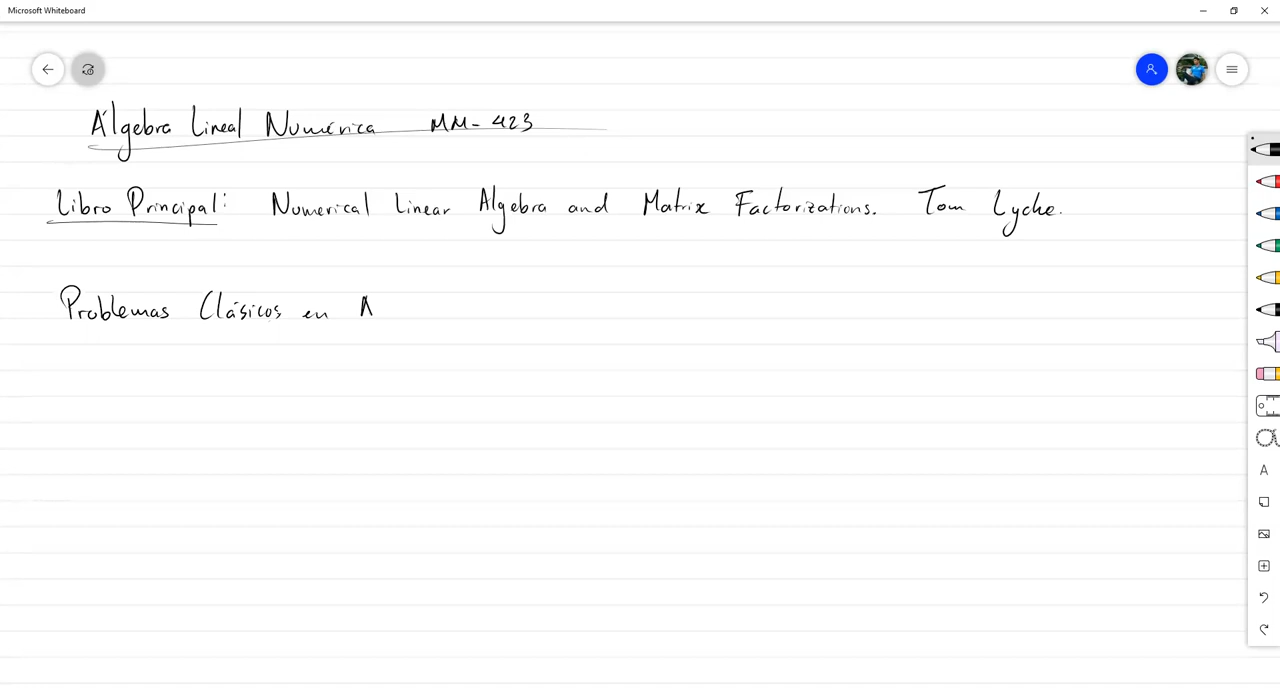 Microsoft Whiteboard
Álgebra Lineal Numérica MM-423
Libro Principal: Numerical Linear Algebra and Matrix Factorizations. Tom Lyche.
Problemas Clásicos en A
A